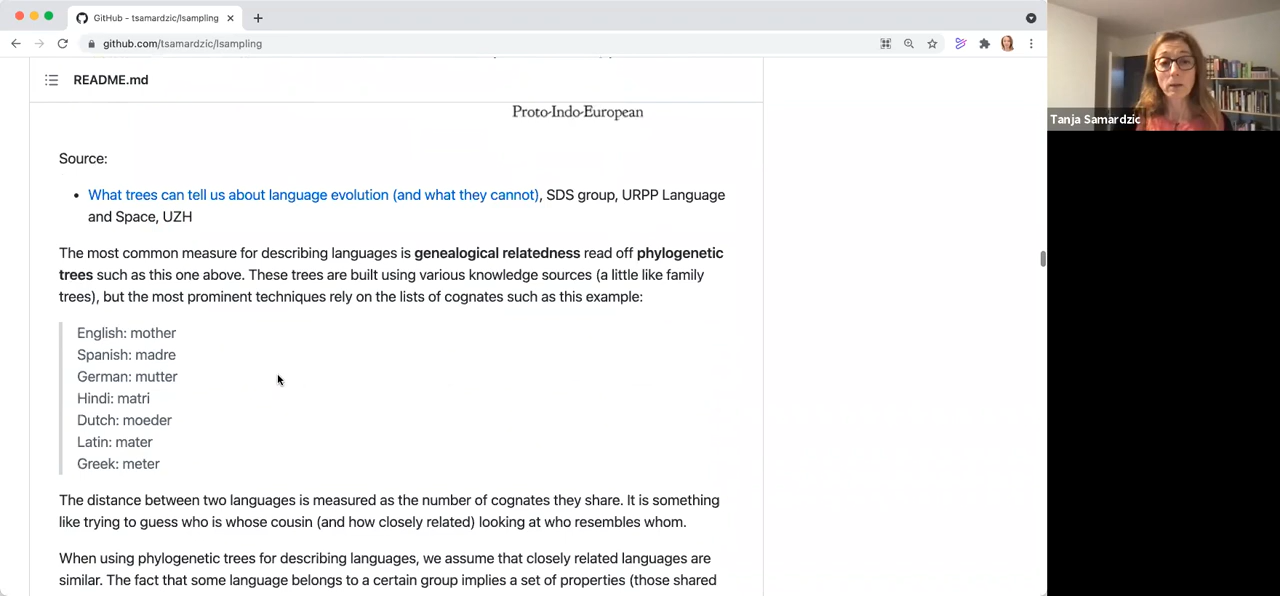 GitHub - tsamardzic/lsampling
github.com/tsamardzic/lsampling
README.md
Proto-Indo-European
Source:
• What trees can tell us about language evolution (and what they cannot), SDS group, URPP Language
and Space, UZH
The most common measure for describing languages is genealogical relatedness read off phylogenetic
trees such as this one above. These trees are built using various knowledge sources (a little like family
trees), but the most prominent techniques rely on the lists of cognates such as this example:
English: mother
Spanish: madre
German: mutter
Hindi: matri
Dutch: moeder
Latin: mater
Greek: meter
The distance between two languages is measured as the number of cognates they share. It is something
like trying to guess who is whose cousin (and how closely related) looking at who resembles whom.
When using phylogenetic trees for describing languages, we assume that closely related languages are
similar. The fact that some language belongs to a certain group implies a set of properties (those shared
Tanja Samardzic